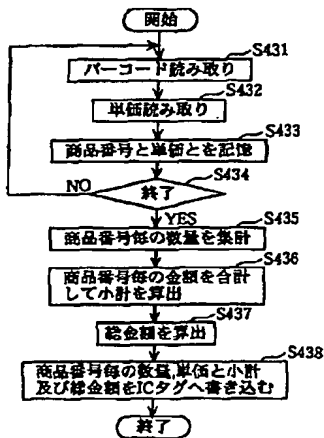 開始
S431
バーコード読み取り
S432
単価読み取り
S433
商品番号と単価とを記憶
S434
NO
終了
YES
S435
商品番号毎の数量を集計
S436
商品番号毎の金額を合計
して小計を算出
S437
総金額を算出
S438
商品番号毎の数量,単価と小計
及び総金額をICタグへ書き込む
終了